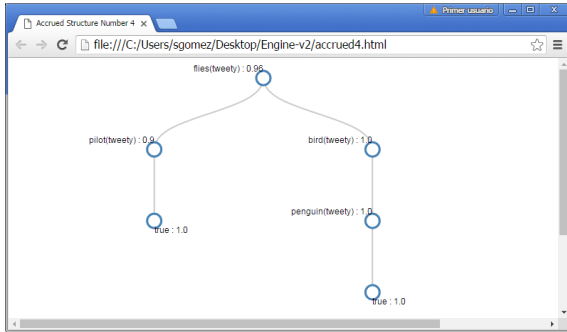 Primer usuario
Accrued Structure Number 4
file:///C:/Users/sgomez/Desktop/Engine-v2/accrued4.html
flies(tweety) : 0.96
pilot(tweety) : 0.9
bird(tweety) : 1.0
penguin(tweety) : 1.0
true : 1.0
true : 1.0